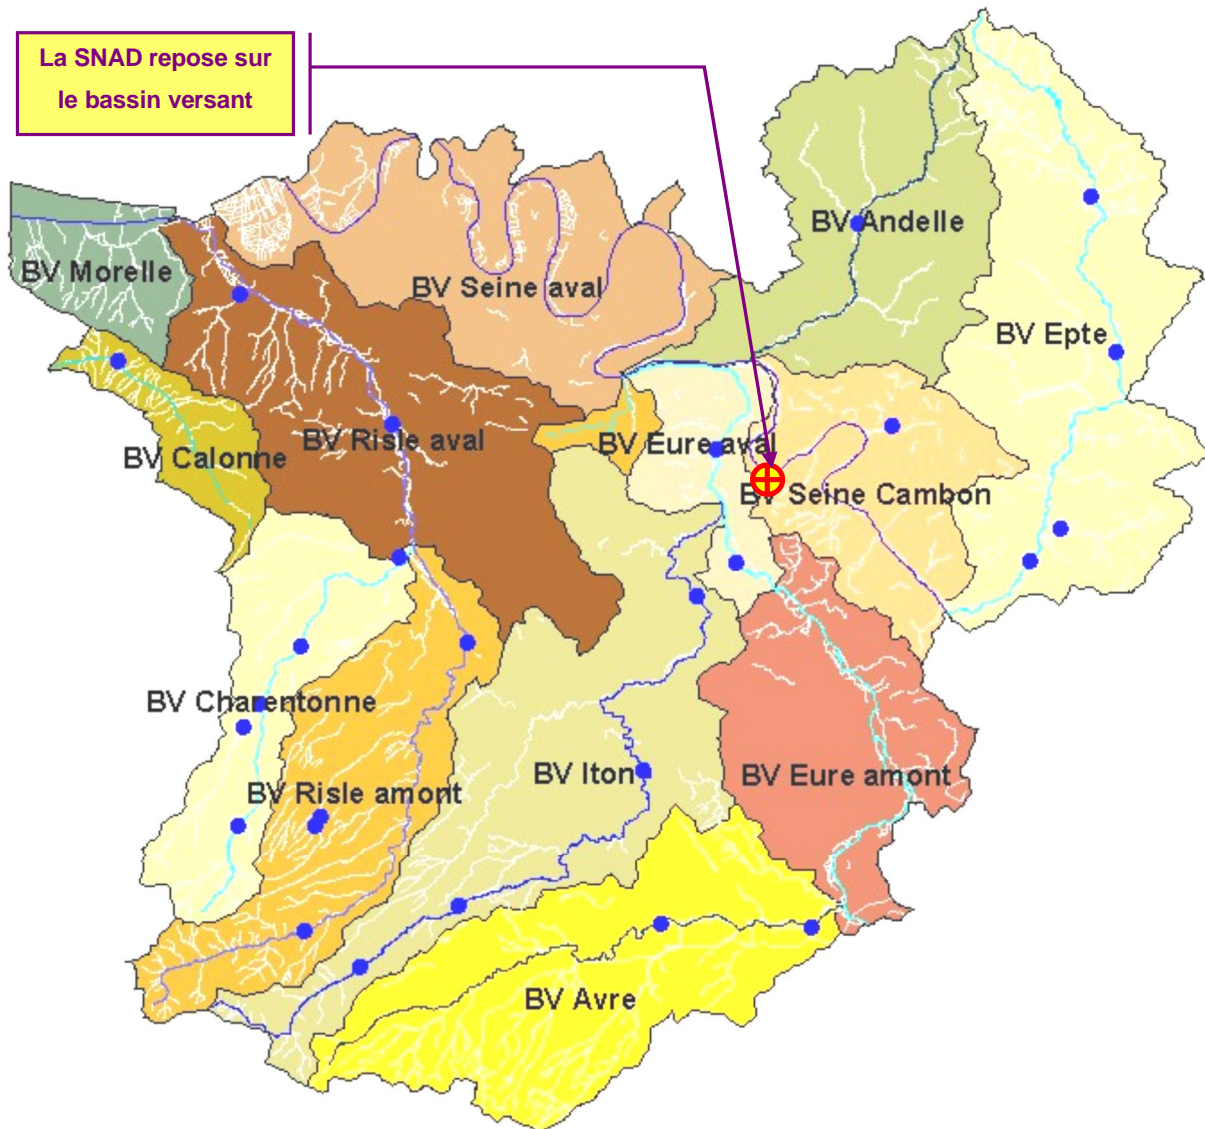 La SNAD repose sur
le bassin versant
BV Andelle
BV Morelle
BV Seine aval
BV Epte
BV Risle aval
BV Eure aval
BV Calonne
BV Seine Cambon
BV Charentonne
BV Iton
BV Eure amont
BV Risle amont
BV Avre